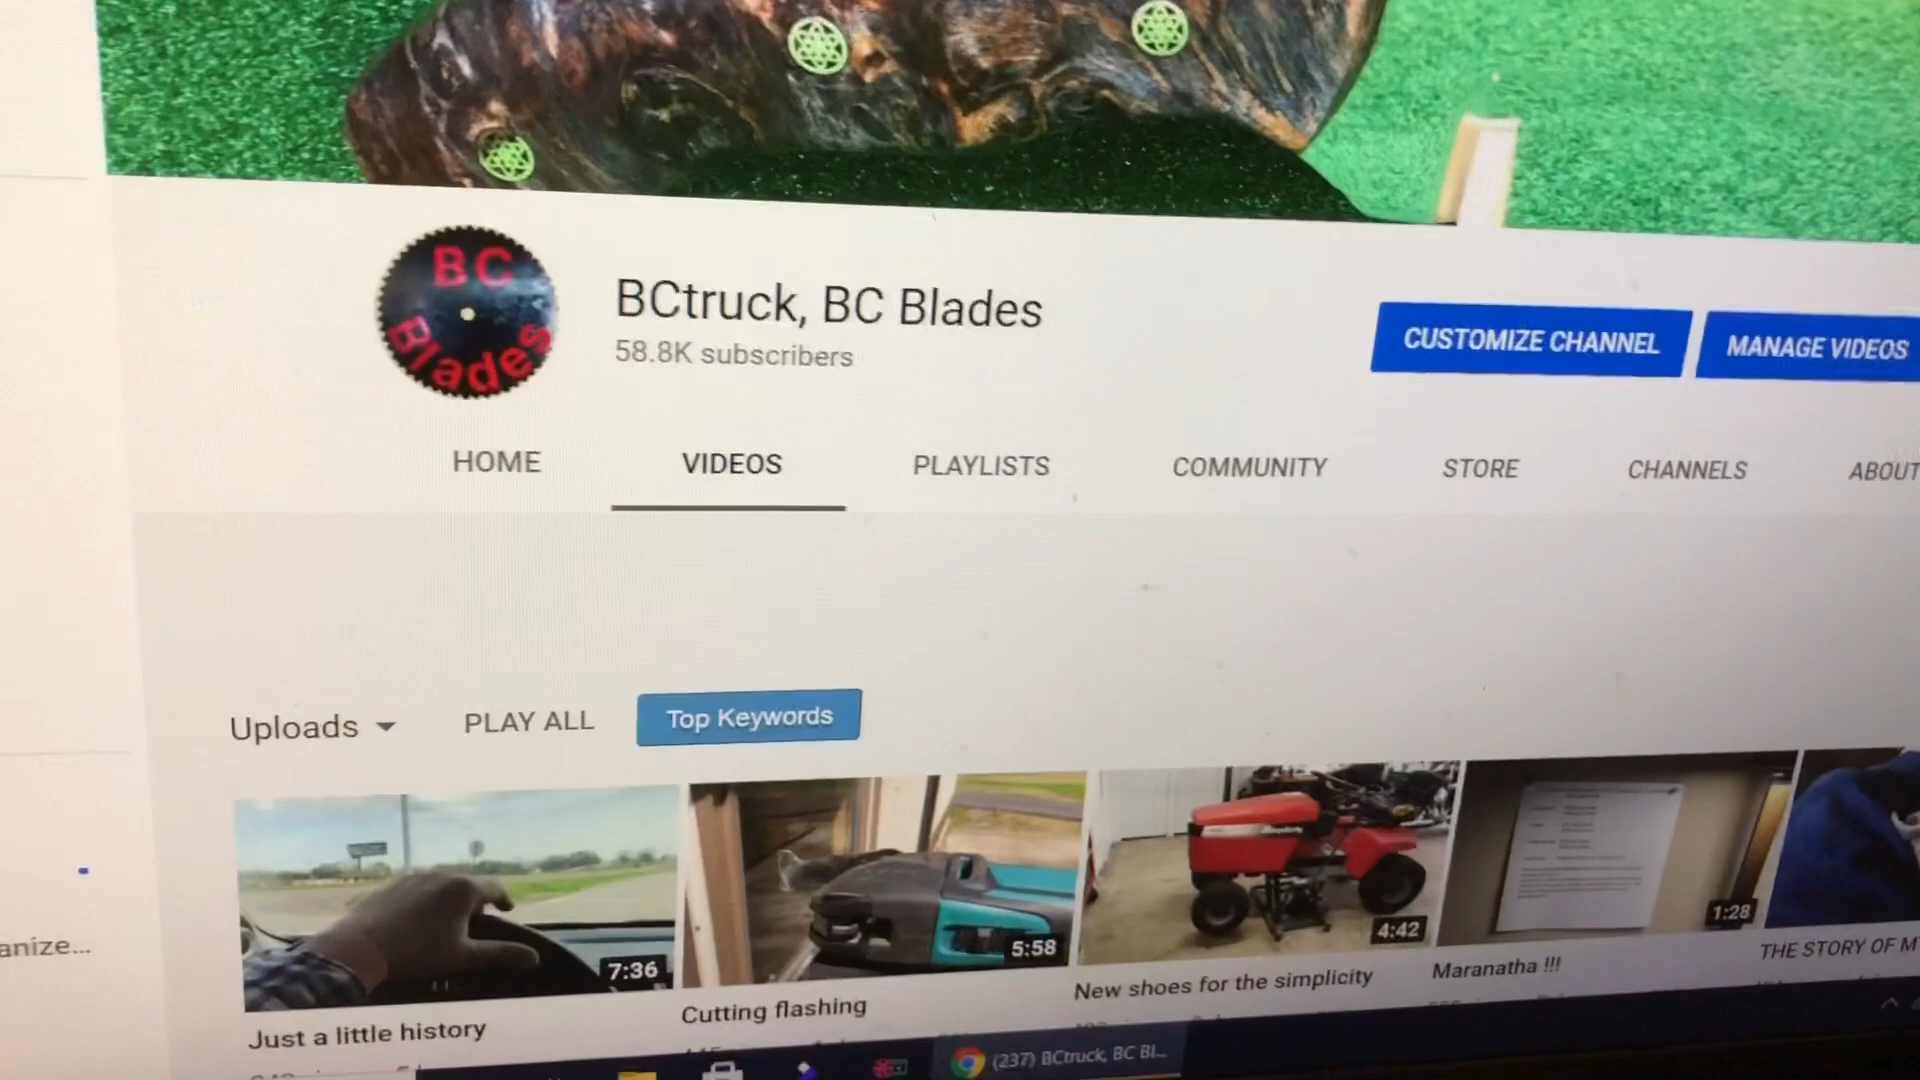 BC
Blades
BCtruck, BC Blades
58.8K subscribers
CUSTOMIZE CHANNEL
MANAGE VIDEOS
HOME
VIDEOS
PLAYLISTS
COMMUNITY
STORE
CHANNELS
ABOUT
Uploads
PLAY ALL
Top Keywords
7:36
5:58
4:42
1:28
anize...
Just a little history
Cutting flashing
New shoes for the simplicity
Maranatha !!!
THE STORY OF
(237) BCtruck, BC Bl...